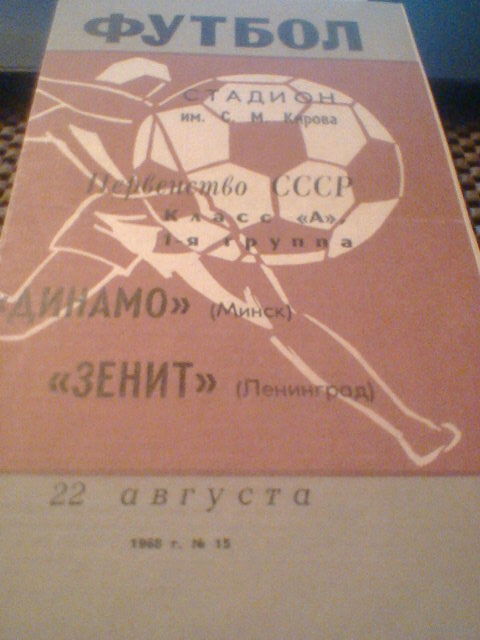 ФУТБОЛ
СТАДИОН
им. С. М. Кирова
Первенство СССР
Класс «А».
1-я группа
«ДИНАМО» (Минск)
«ЗЕНИТ» (Ленинград)
22 августа
1968 г. № 15